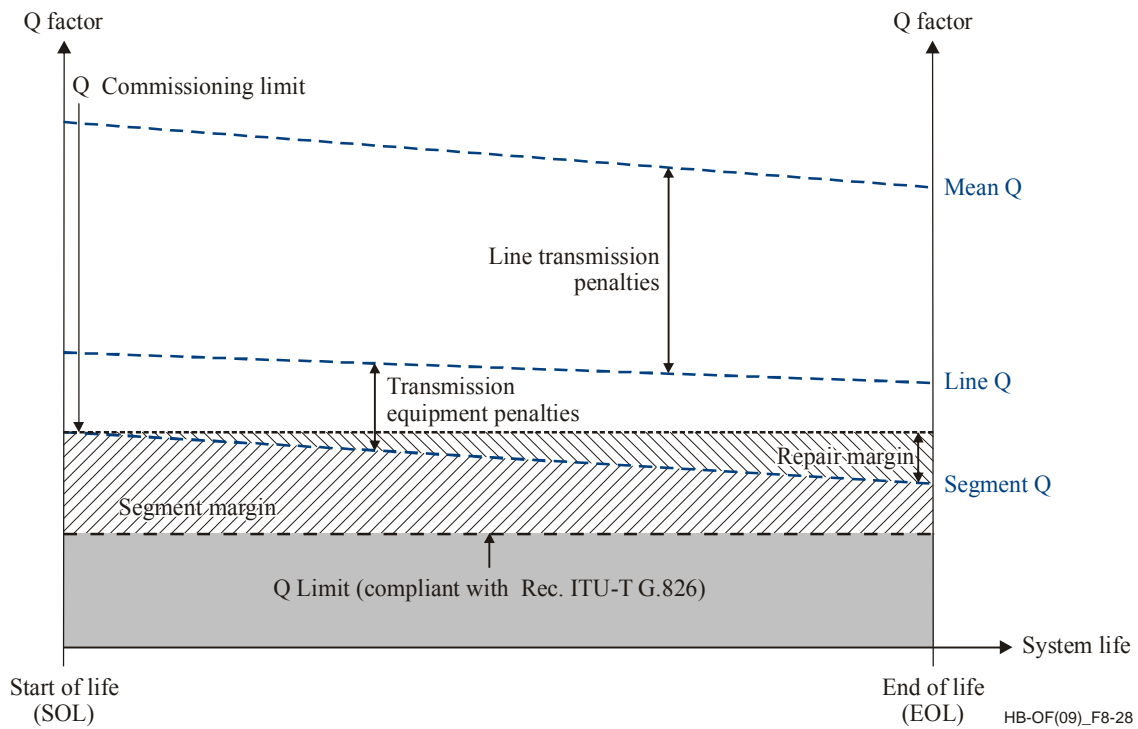 Q factor
Q factor
Q Commissioning limit
Mean Q
Line transmission
penalties
Line Q
Transmission
equipment penalties
Repair margin
Segment Q
Segment margin
Q Limit (compliant with Rec. ITU-T G.826)
System life
Start of life
(SOL)
End of life
(EOL)
HB-OF(09)_F8-28